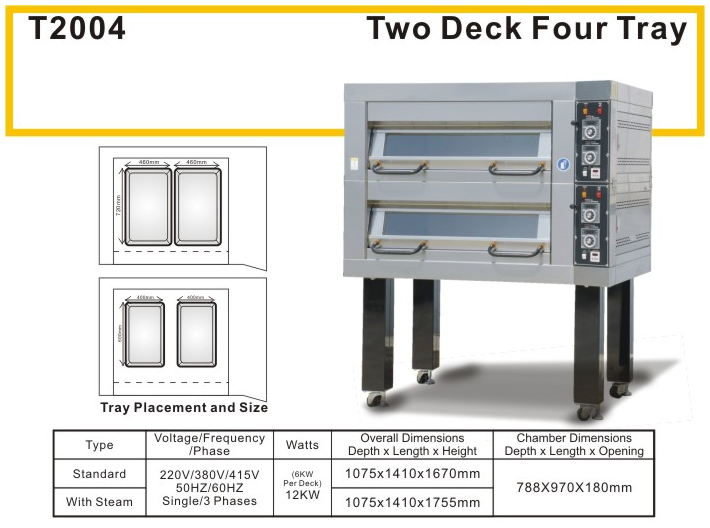 T2004
Two Deck Four Tray
460mm 460mm
720mm
400mm 400mm
600mm
Tray Placement and Size
Type
Voltage/Frequency
/Phase
Watts
Overall Dimensions
Depth x Length x Height
Chamber Dimensions
Depth x Length x Opening
Standard
With Steam
220V/380V/415V
50HZ/60HZ
Single/3 Phases
(6KW
Per Deck)
12KW
1075x1410x1670mm
1075x1410x1755mm
788X970X180mm